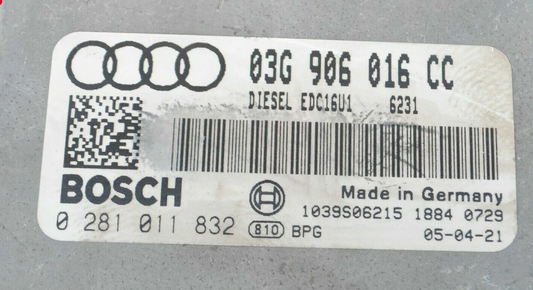 03G 906 016 CC
DIESEL EDC16U1 6231
BOSCH
Made in Germany
1039S06215 1884 0729
0 281 011 832 810 BPG 05-04-21